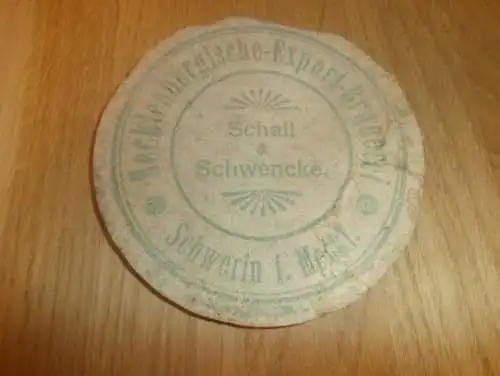 Mecklenburgische-Export-Brauerei
Schall
&
Schwencke.
Schwerin i. Meckl.